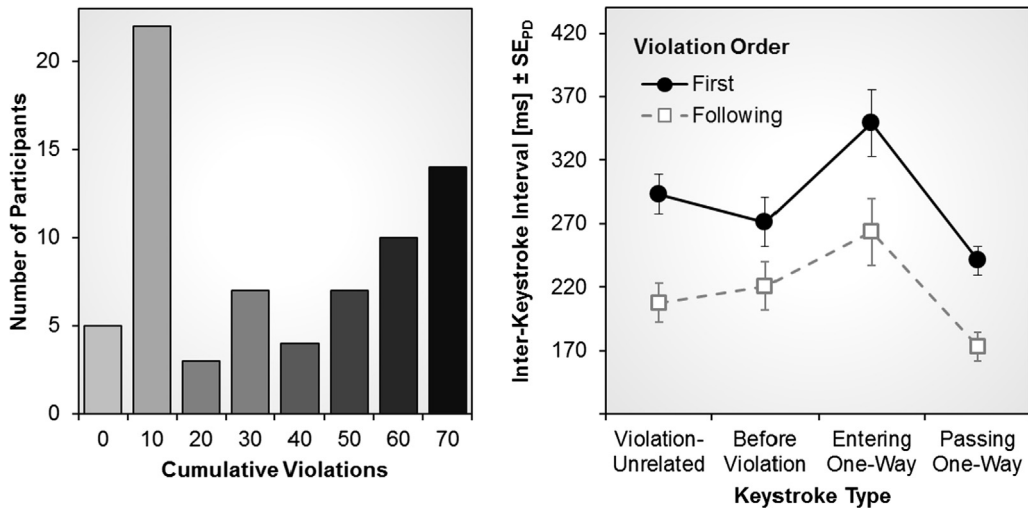 Number of Participants
20
15
10
5
0
0 10 20 30 40 50 60 70
Cumulative Violations
Inter-Keystroke Interval [ms] ± SEPD
420
370
320
270
220
170
Violation Order
First
Following
Violation-
Unrelated
Before
Violation
Entering
One-Way
Passing
One-Way
Keystroke Type